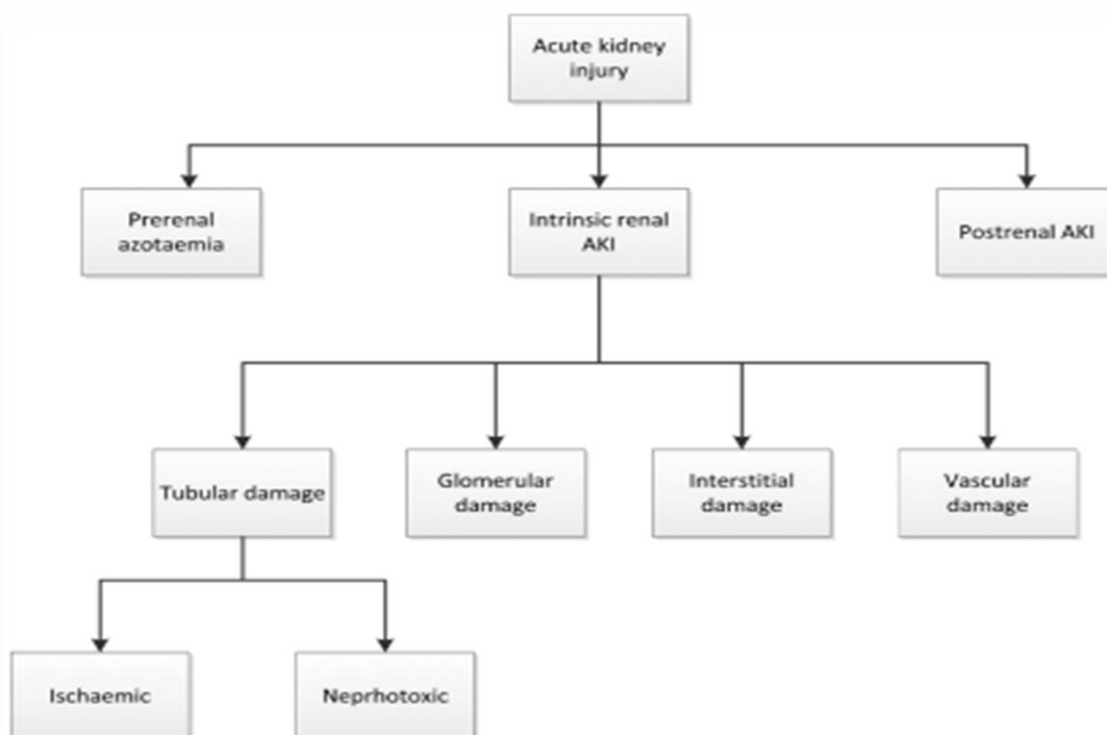 Acute kidney
injury
Prerenal
azotaemia
Intrinsic renal
AKI
Postrenal AKI
Tubular damage
Glomerular
damage
Interstitial
damage
Vascular
damage
Ischaemic
Neprhotoxic